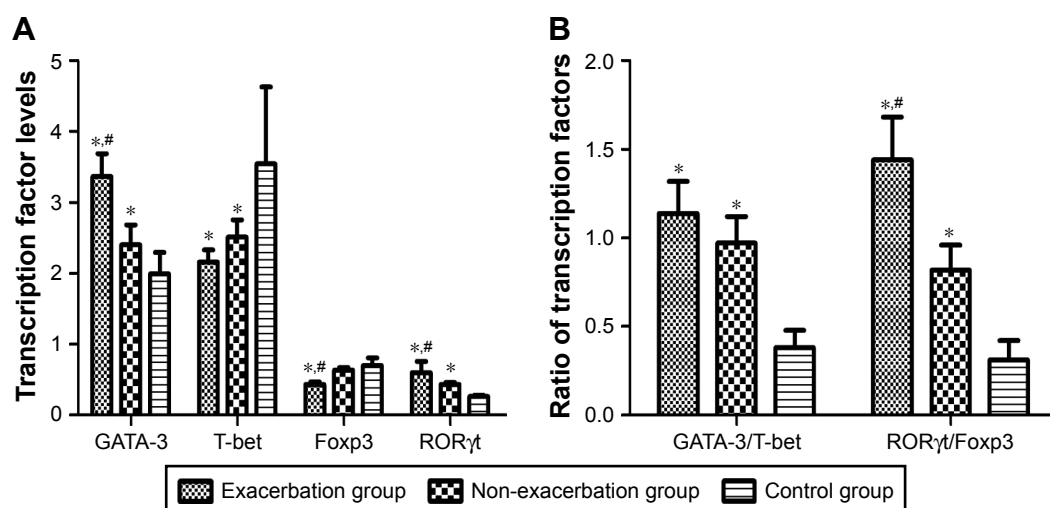 A
Transcription factor levels
5
4
3
2
1
0
*,#
*
*
*
*,#
*,#
*
GATA-3
T-bet
Foxp3
RORγt
B
Ratio of transcription factors
2.0
1.5
1.0
0.5
0.0
*
*
*,#
*
GATA-3/T-bet
RORγt/Foxp3
Exacerbation group
Non-exacerbation group
Control group